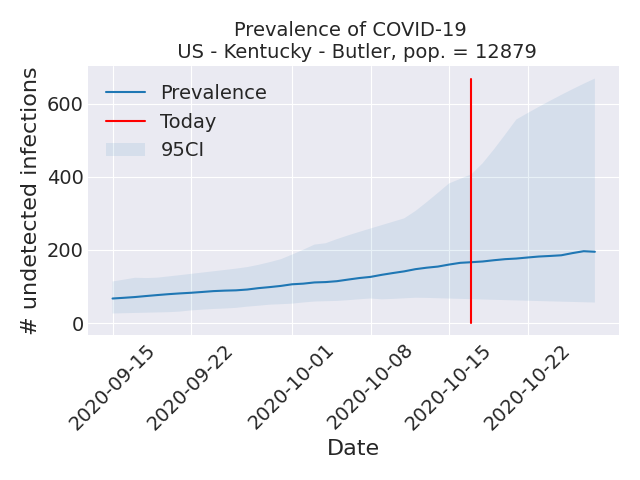 Prevalence of COVID-19
US - Kentucky - Butler, pop. = 12879
# undetected infections
600
400
200
0
Prevalence
Today
95CI
2020-09-15
2020-09-22
2020-10-01
2020-10-08
2020-10-15
2020-10-22
Date